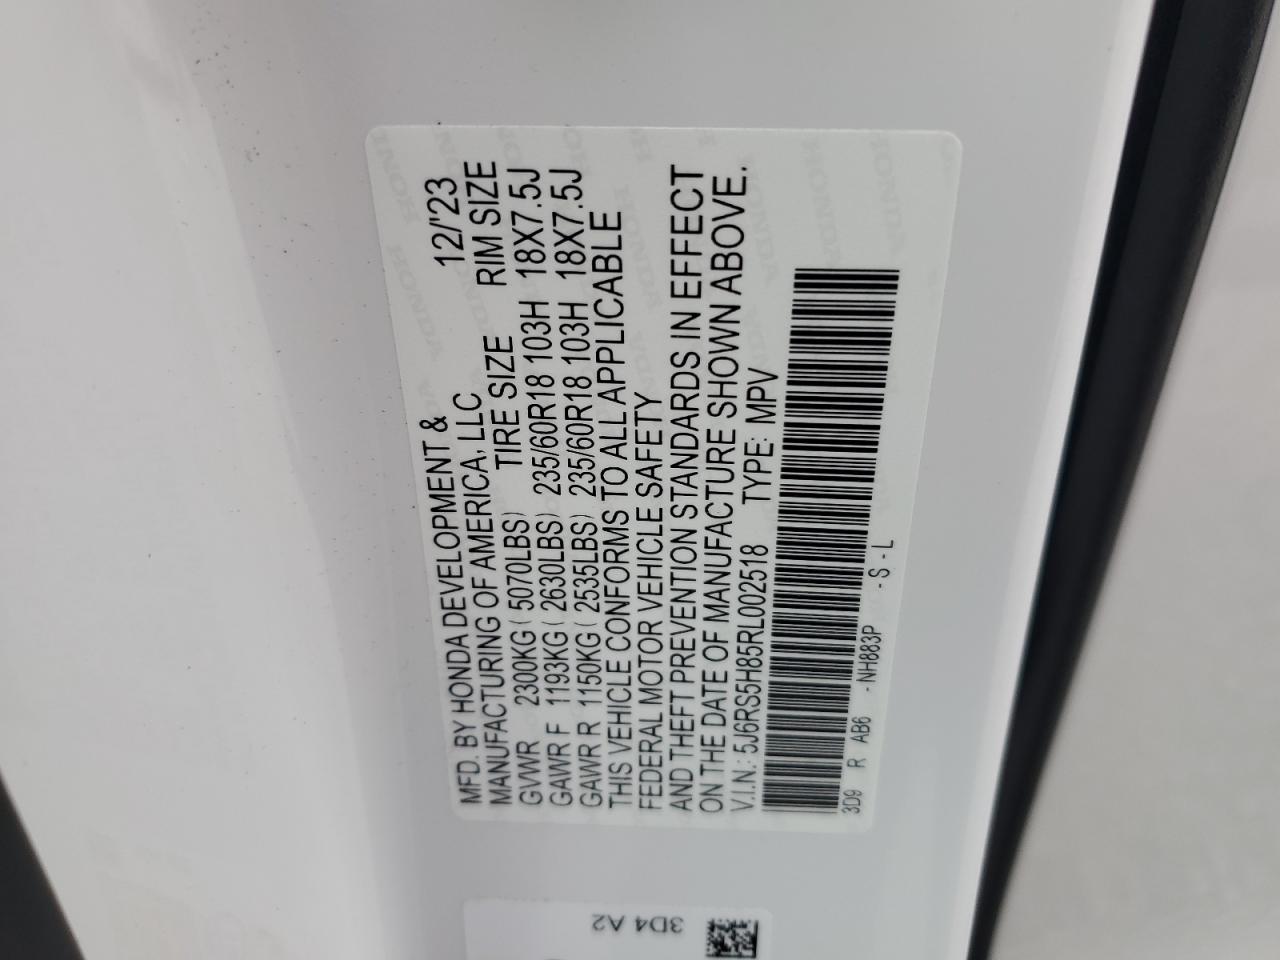 MFD. BY HONDA DEVELOPMENT & 12/'23
MANUFACTURING OF AMERICA, LLC TIRE SIZE RIM SIZE
GVWR 2300KG ( 5070LBS)
GAWR F 1193KG ( 2630LBS) 235/60R18 103H 18X7.5J
GAWR R 1150KG ( 2535LBS) 235/60R18 103H 18X7.5J
THIS VEHICLE CONFORMS TO ALL APPLICABLE
FEDERAL MOTOR VEHICLE SAFETY
AND THEFT PREVENTION STANDARDS IN EFFECT
ON THE DATE OF MANUFACTURE SHOWN ABOVE.
V.I.N.: 5J6RS5H85RL002518 TYPE: MPV
3D9 R AB6 - NH883P - S - L
3D4 A2